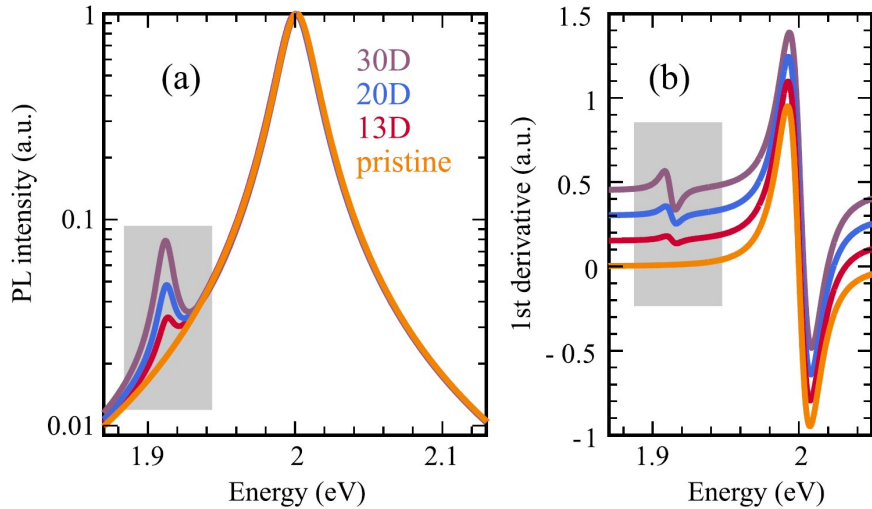 (a)
30D
20D
13D
pristine
1
0.1
0.01
PL intensity (a.u.)
1.9
2
2.1
Energy (eV)
(b)
1.5
1
0.5
0
- 0.5
-1
1st derivative (a.u.)
1.9
2
Energy (eV)